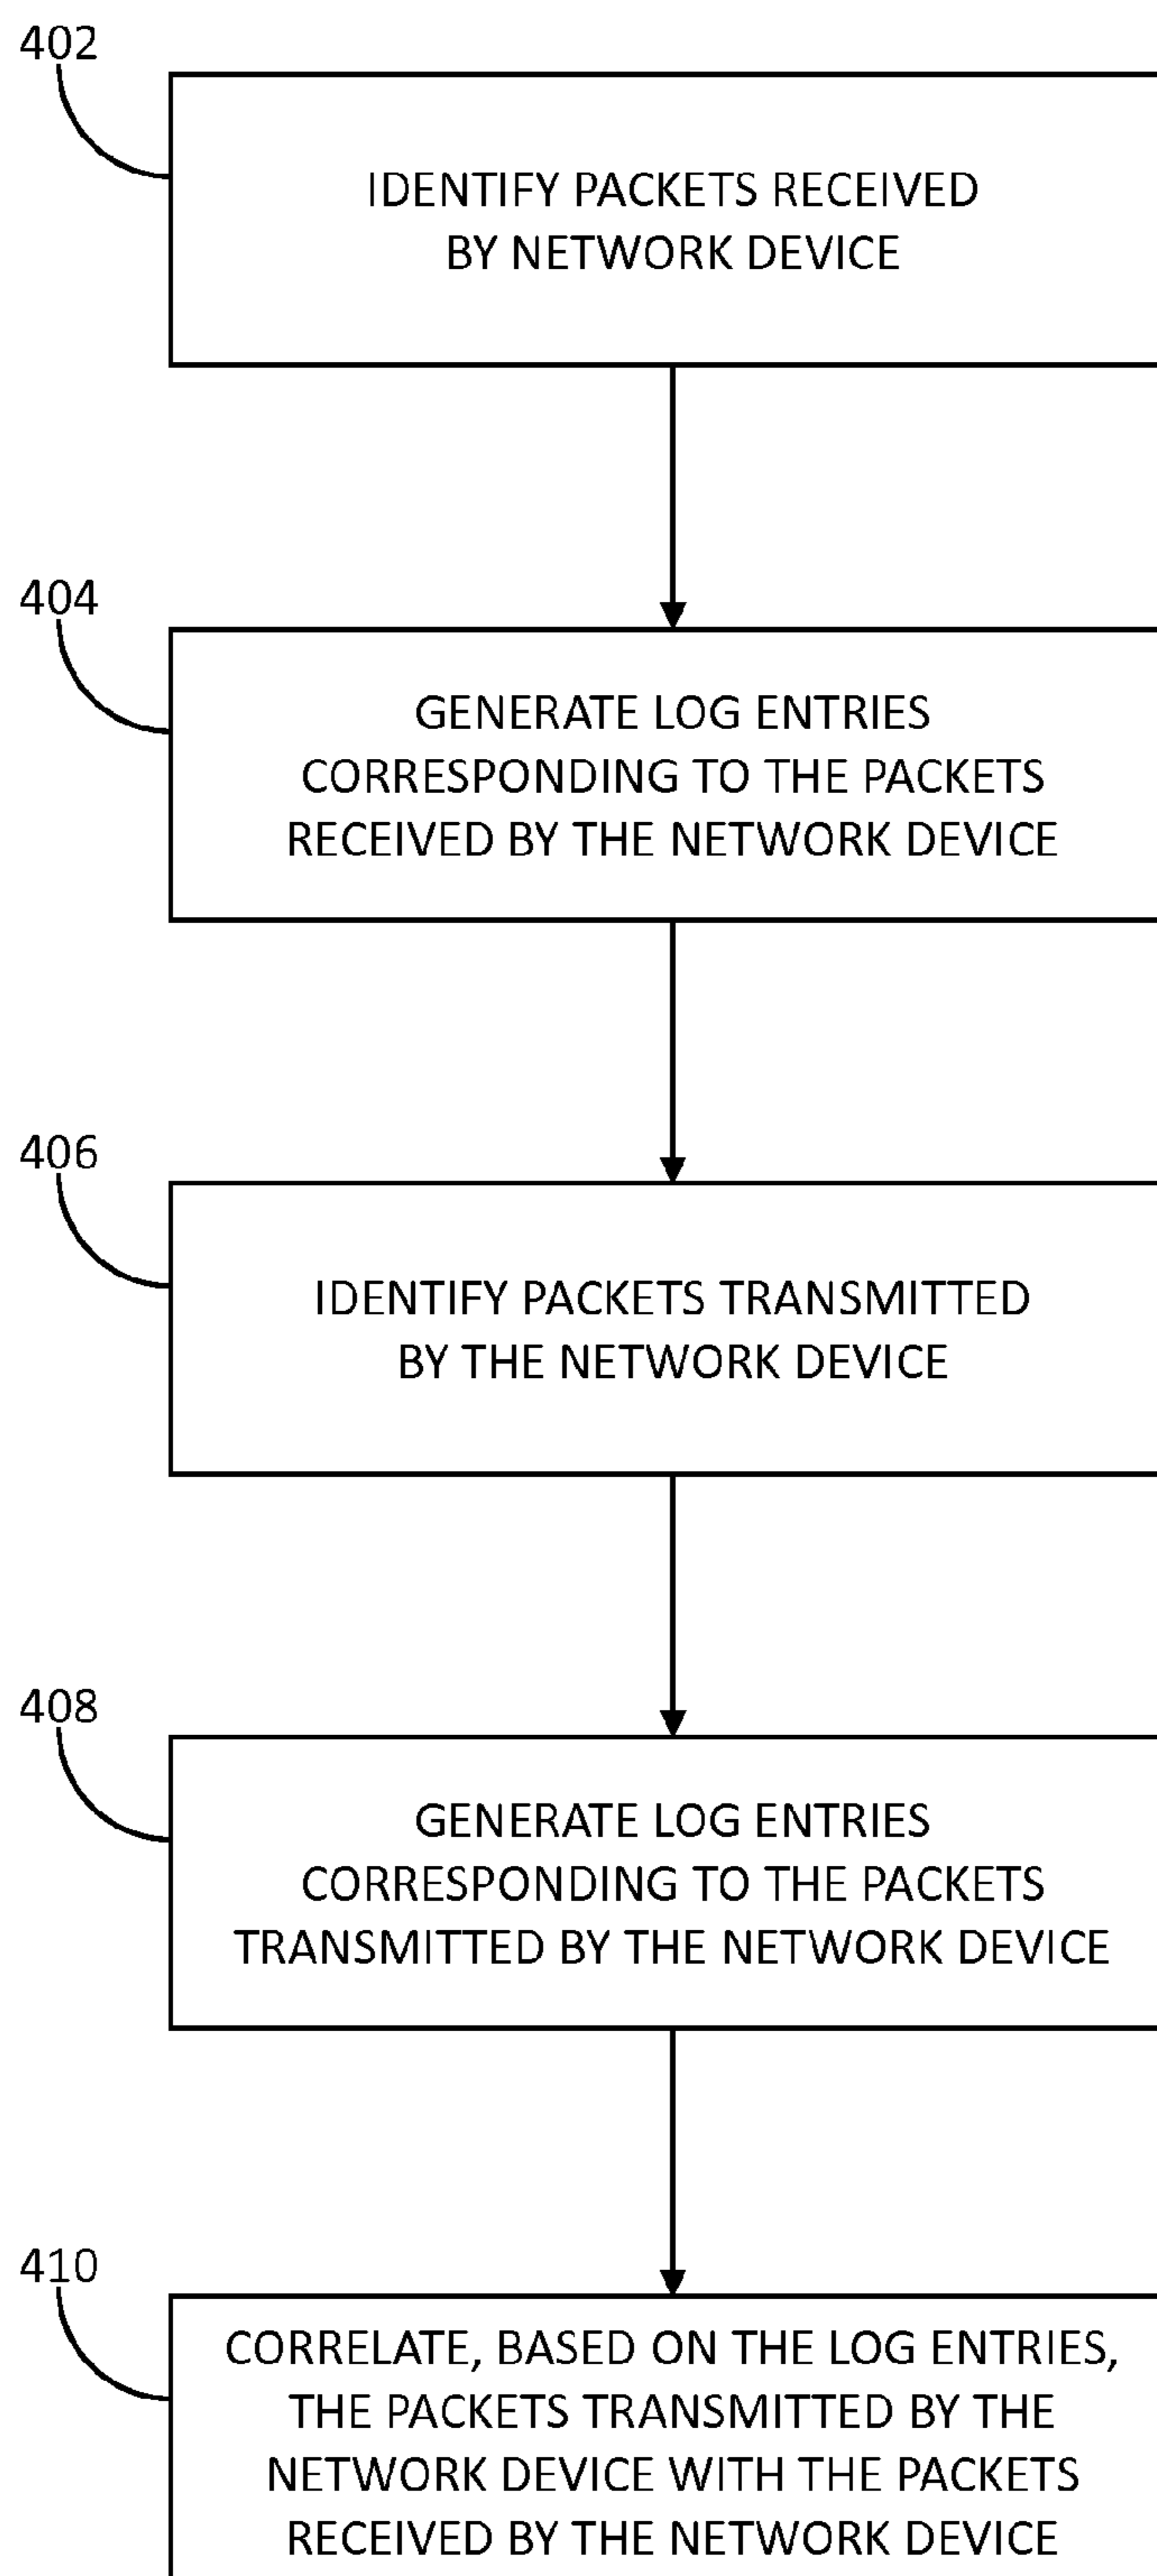 402
IDENTIFY PACKETS RECEIVED
BY NETWORK DEVICE
404
GENERATE LOG ENTRIES
CORRESPONDING TO THE PACKETS
RECEIVED BY THE NETWORK DEVICE
406
IDENTIFY PACKETS TRANSMITTED
BY THE NETWORK DEVICE
408
GENERATE LOG ENTRIES
CORRESPONDING TO THE PACKETS
TRANSMITTED BY THE NETWORK DEVICE
410
CORRELATE, BASED ON THE LOG ENTRIES,
THE PACKETS TRANSMITTED BY THE
NETWORK DEVICE WITH THE PACKETS
RECEIVED BY THE NETWORK DEVICE